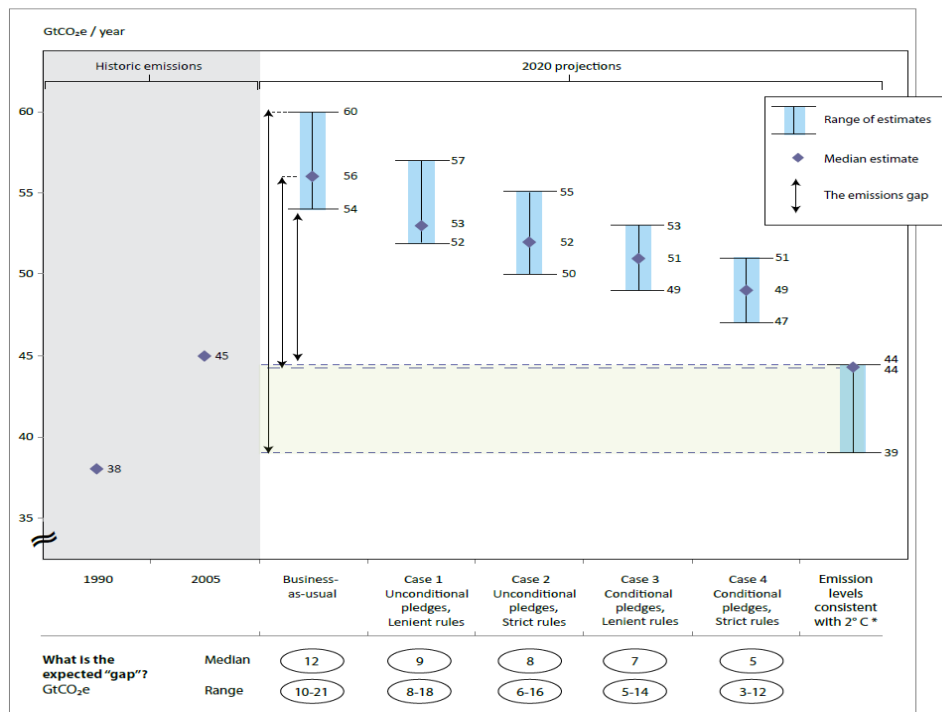 GtCO₂e / year
Historic emissions
2020 projections
60
55
50
45
40
35
Range of estimates
Median estimate
The emissions gap
38
45
60
56
54
57
53
52
55
52
50
53
51
49
51
49
47
44
44
39
1990
2005
Business-
as-usual
Case 1
Unconditional
pledges,
Lenient rules
Case 2
Unconditional
pledges,
Strict rules
Case 3
Conditional
pledges,
Lenient rules
Case 4
Conditional
pledges,
Strict rules
Emission
levels
consistent
with 2° C *
What is the
expected “gap”?
GtCO₂e
Median
12
9
8
7
5
Range
10-21
8-18
6-16
5-14
3-12